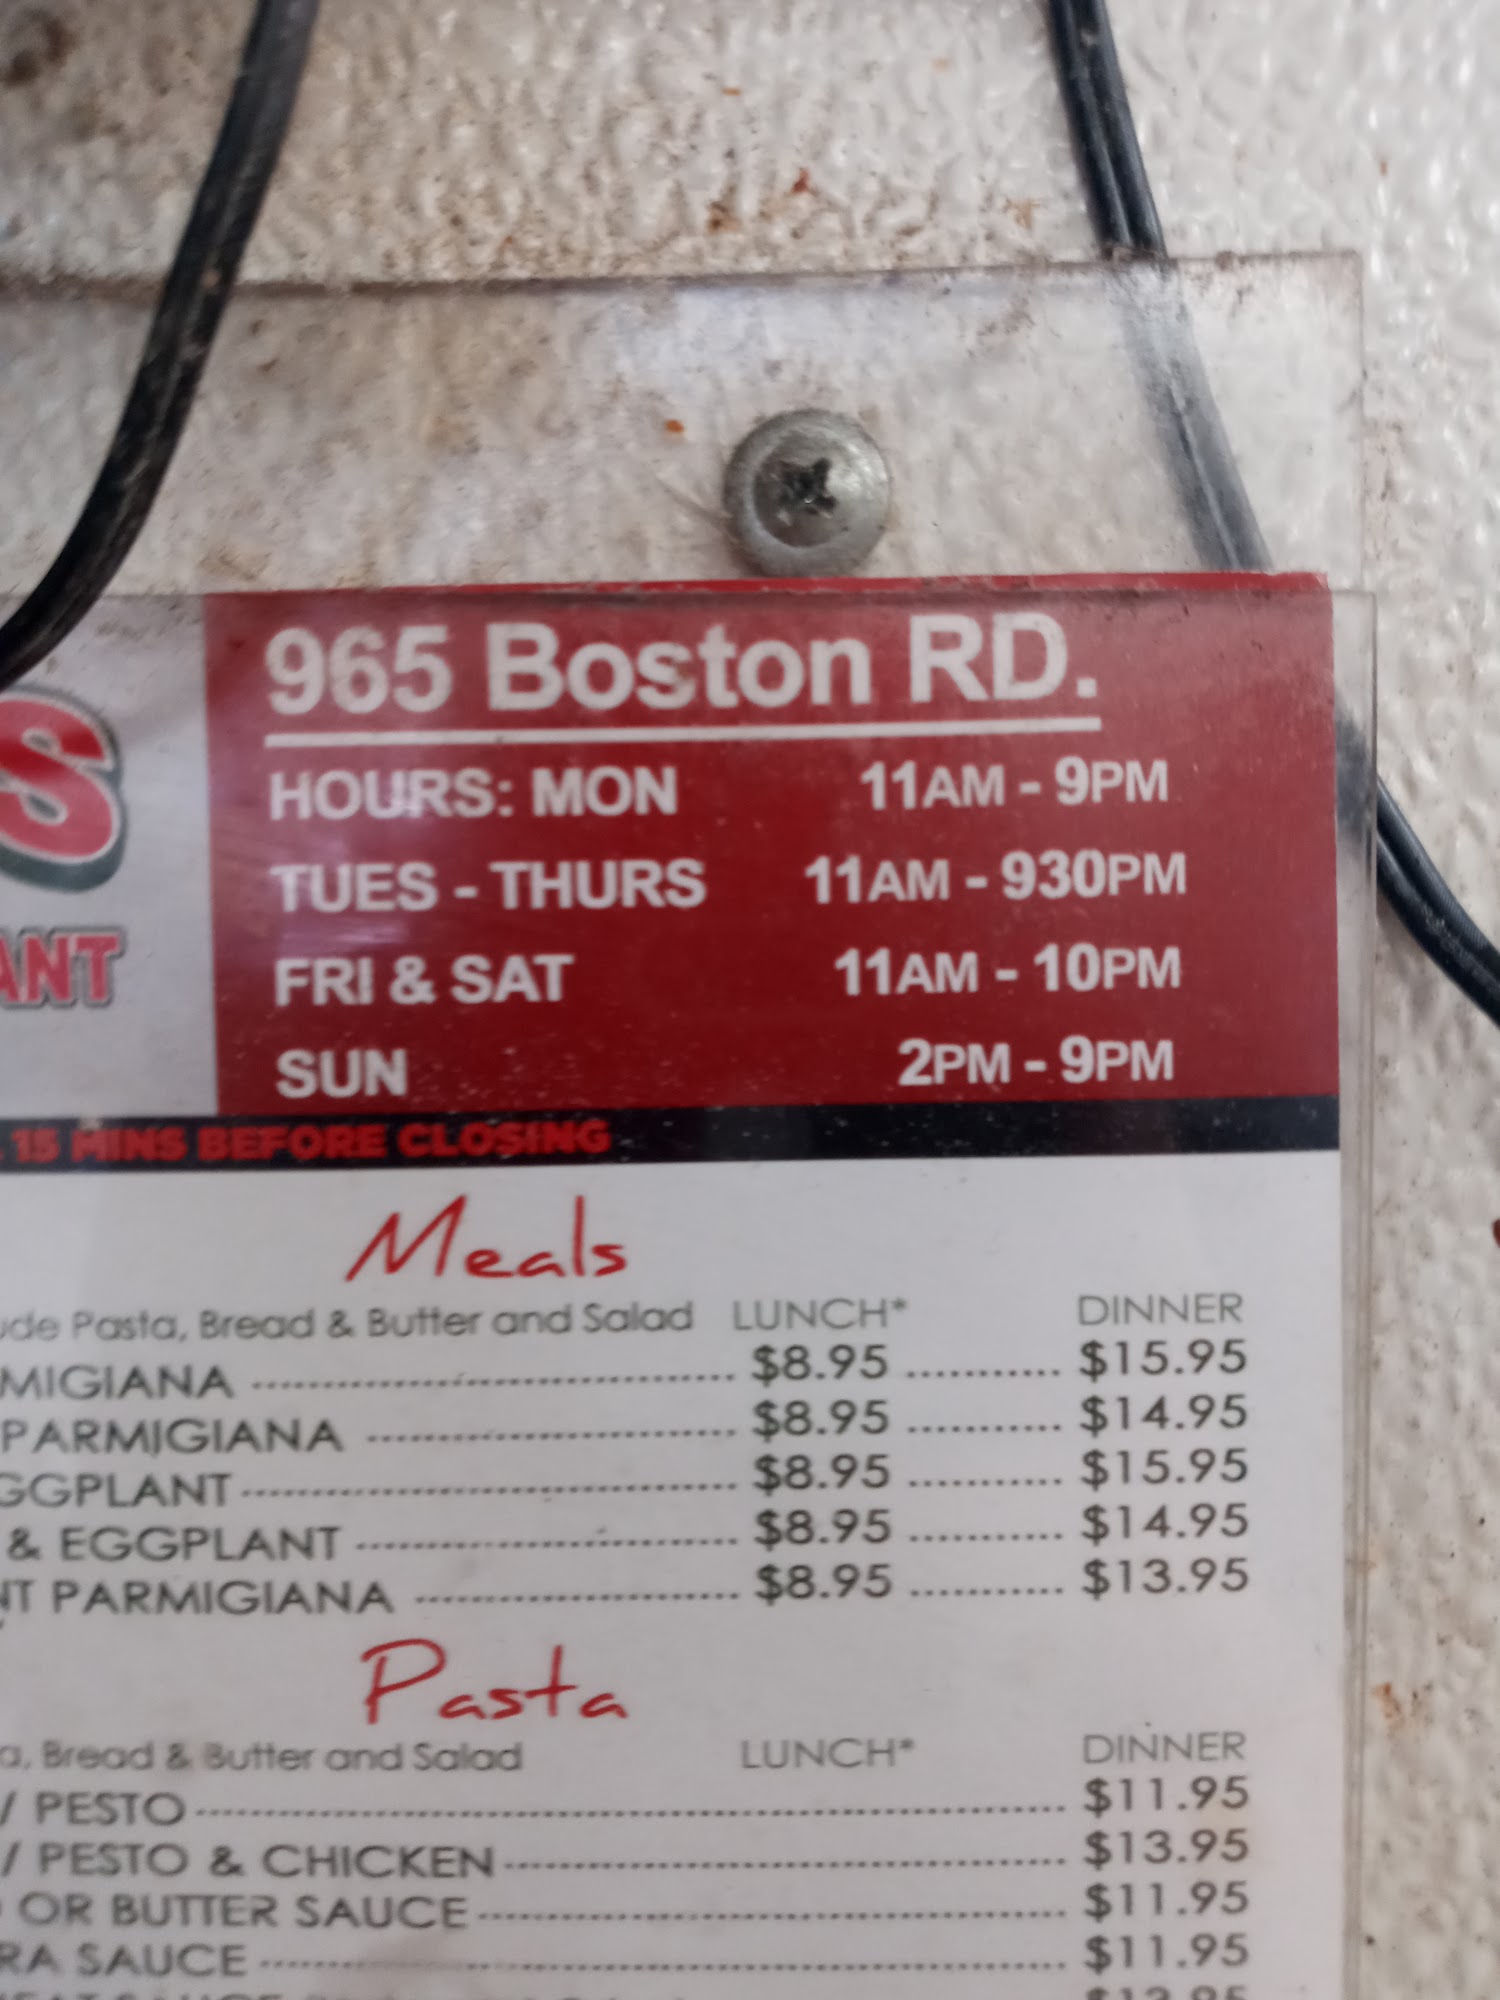 965 Boston RD.
HOURS: MON 11AM - 9PM
TUES - THURS 11AM - 930PM
FRI & SAT 11AM - 10PM
S
ANT
SUN 2PM - 9PM
15 MINS BEFORE CLOSING
Meals
ude Pasta, Bread & Butter and Salad LUNCH* DINNER
MIGIANA $8.95 $15.95
PARMIGIANA $8.95 $14.95
GGPLANT $8.95 $15.95
& EGGPLANT $8.95 $14.95
NT PARMIGIANA $8.95 $13.95
Pasta
a, Bread & Butter and Salad LUNCH* DINNER
/ PESTO $11.95
/ PESTO & CHICKEN $13.95
OR BUTTER SAUCE $11.95
RA SAUCE $11.95